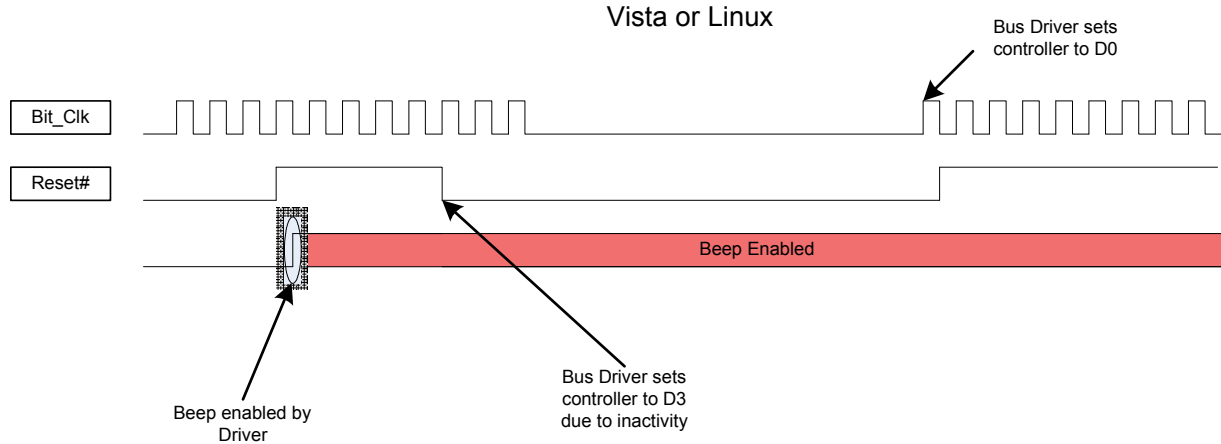 Vista or Linux
Bus Driver sets
controller to D0
Bit_Clk
Reset#
Beep Enabled
Bus Driver sets
controller to D3
due to inactivity
Beep enabled by
Driver